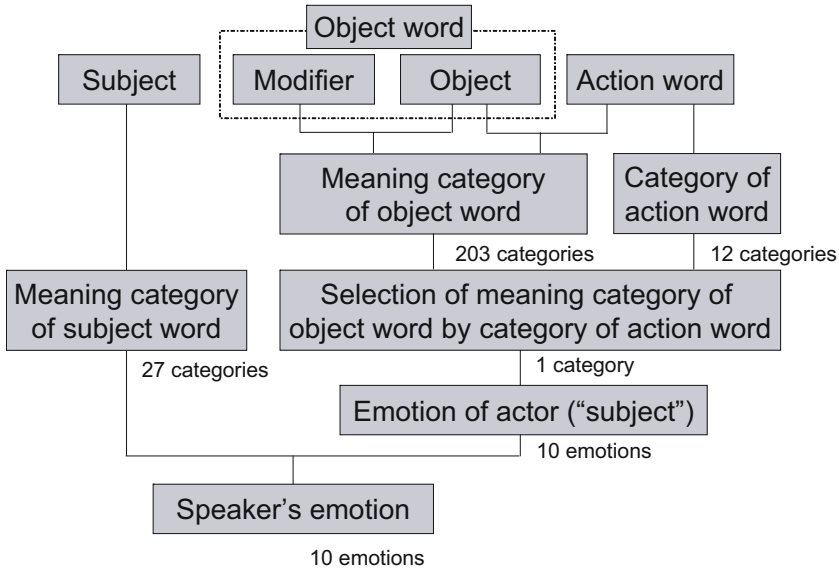 Object word
Subject
Modifier
Object
Action word
Meaning category
of object word
Category of
action word
203 categories
12 categories
Meaning category
of subject word
Selection of meaning category of
object word by category of action word
27 categories
1 category
Emotion of actor (“subject”)
10 emotions
Speaker’s emotion
10 emotions